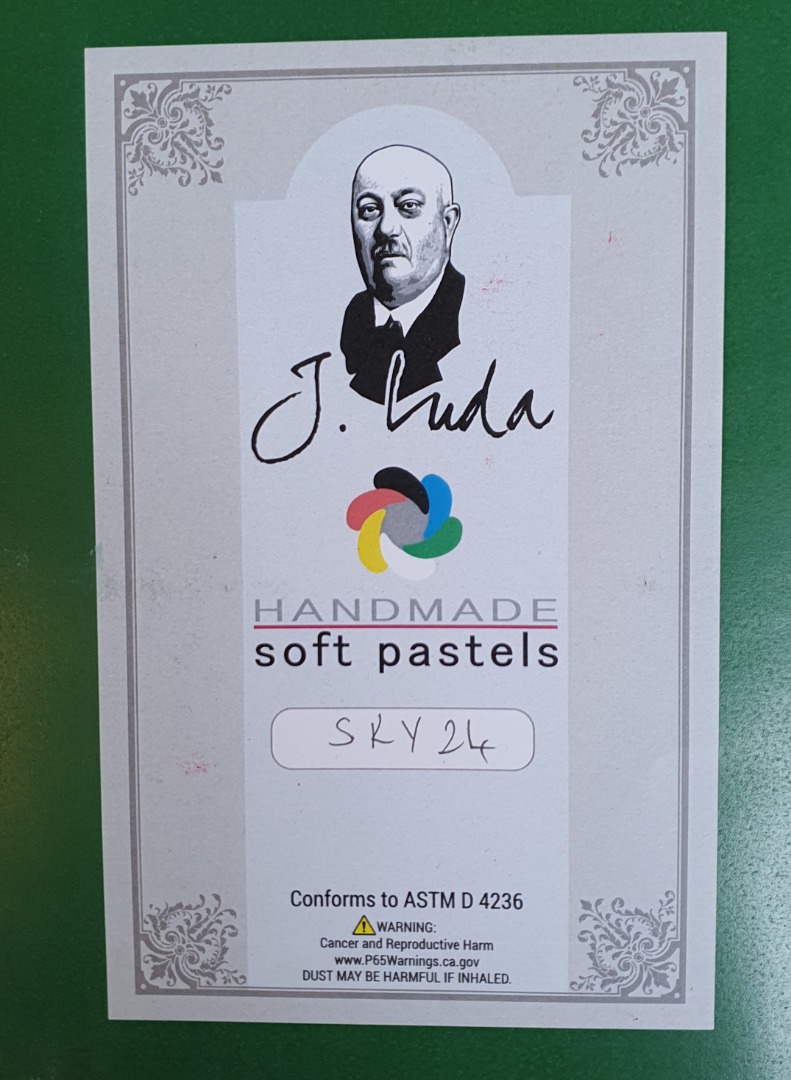 J. Luda
HANDMADE
soft pastels
SKY 24
Conforms to ASTM D 4236
WARNING:
Cancer and Reproductive Harm
www.P65Warnings.ca.gov
DUST MAY BE HARMFUL IF INHALED.